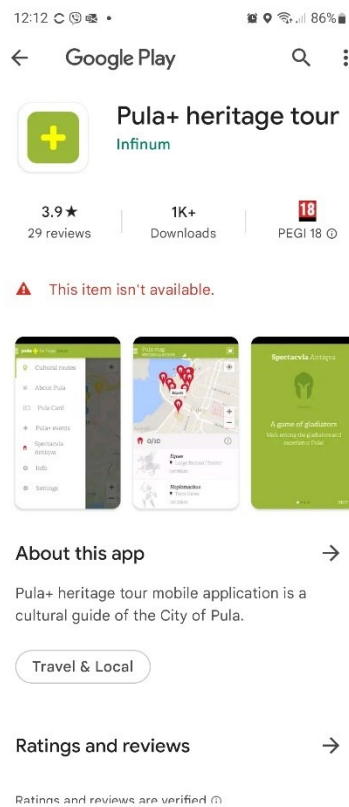 12:12
86%
Google Play
Pula+ heritage tour
Infinum
3.9★
29 reviews
1K+
Downloads
18
PEGI 18
This item isn't available.
Cultural routes
About Pula
Pula Card
Pula+ events
Spectacvla
Antiqva
Info
Settings
Pula map
0/10
Spectacvla Antiqva
A game of gladiators
About this app
Pula+ heritage tour mobile application is a
cultural guide of the City of Pula.
Travel & Local
Ratings and reviews
Ratings and reviews are verified